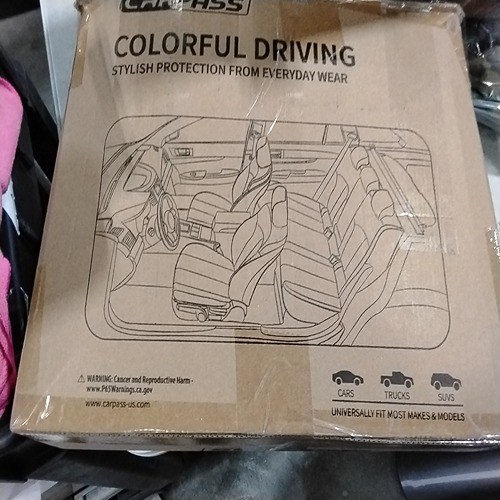 CARPASS
COLORFUL DRIVING
STYLISH PROTECTION FROM EVERYDAY WEAR
⚠ WARNING: Cancer and Reproductive Harm -
www.P65Warnings.ca.gov
www.carpass-us.com
CARS TRUCKS SUVS
UNIVERSALLY FIT MOST MAKES & MODELS